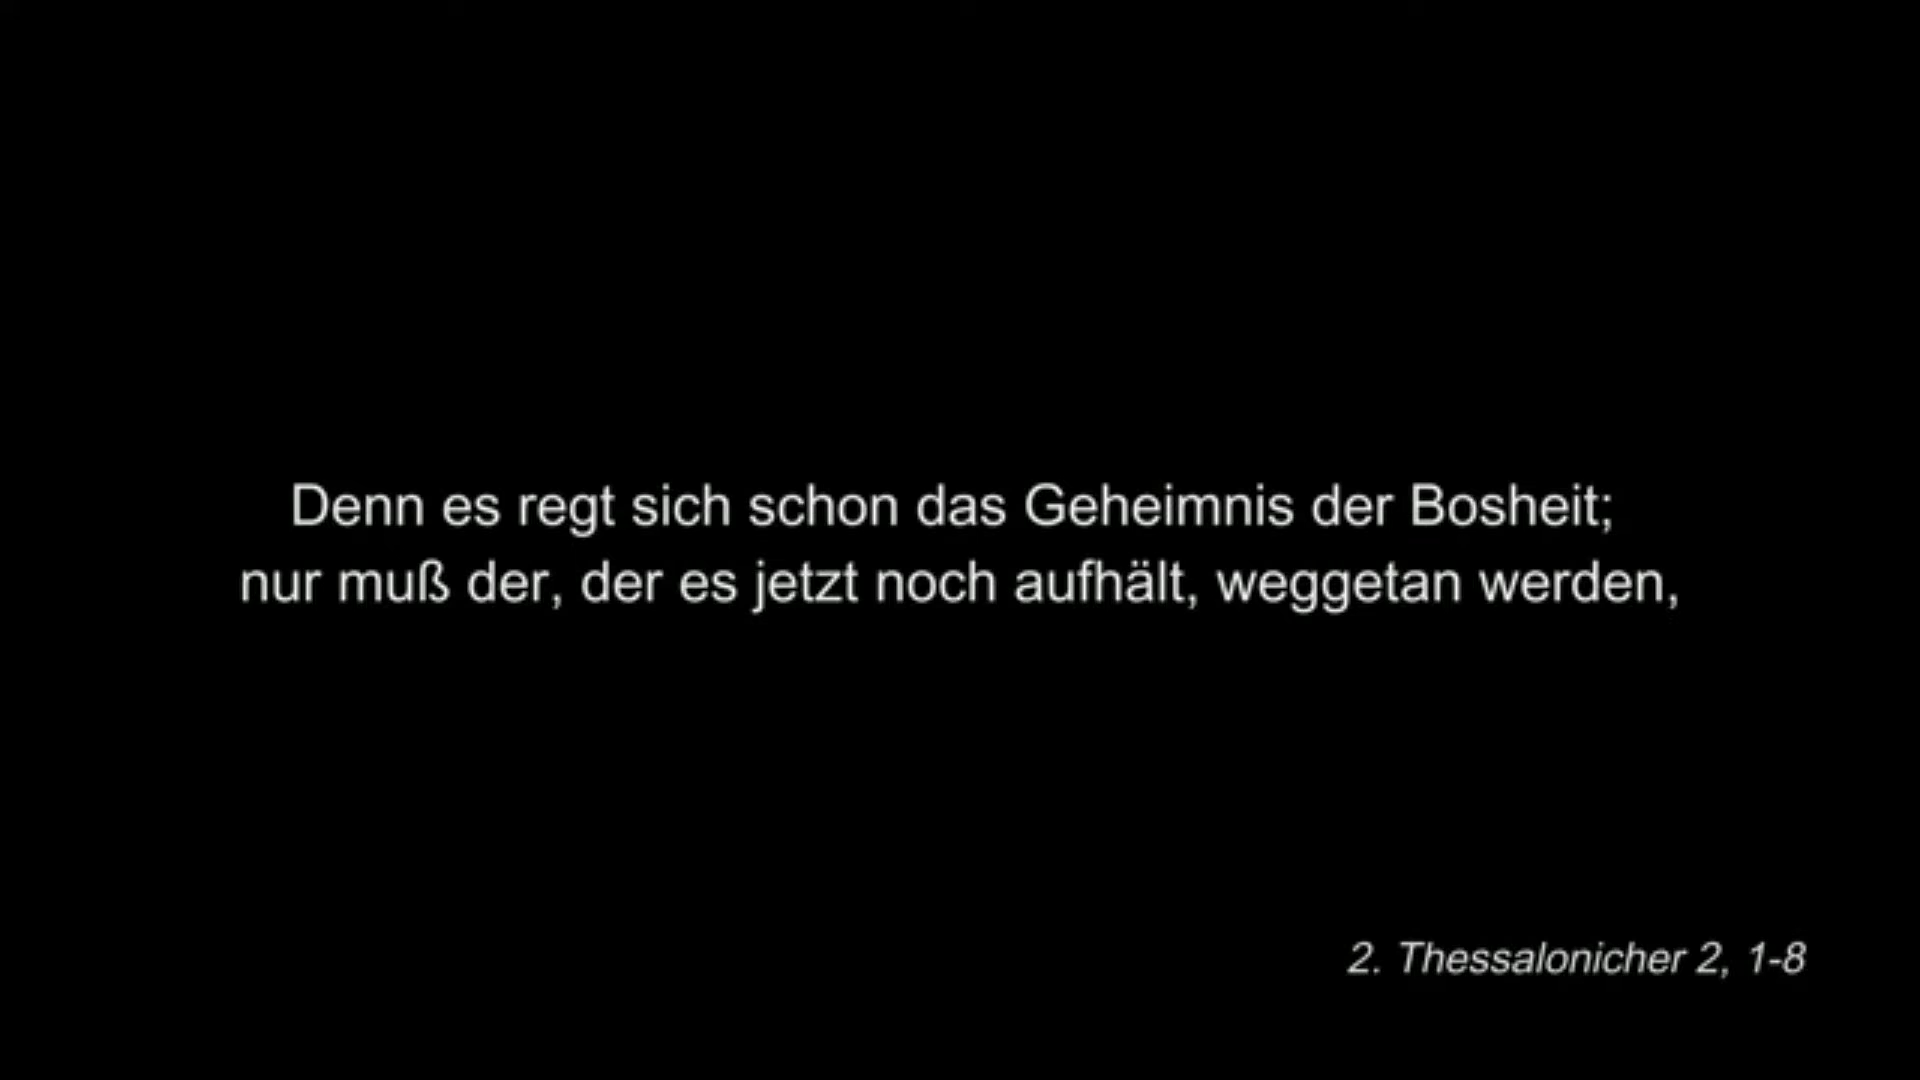 Denn es regt sich schon das Geheimnis der Bosheit;
nur muß der, der es jetzt noch aufhält, weggetan werden,
2. Thessalonicher 2, 1-8